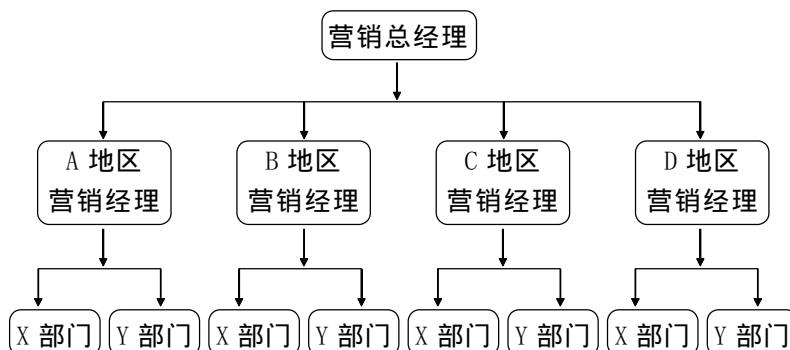 营销总经理
A 地区
营销经理
B 地区
营销经理
C 地区
营销经理
D 地区
营销经理
X 部门
Y 部门
X 部门
Y 部门
X 部门
Y 部门
X 部门
Y 部门